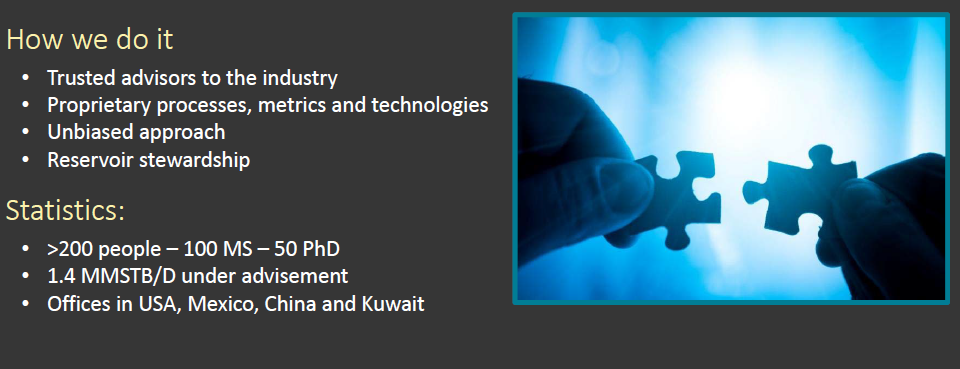 How we do it
• Trusted advisors to the industry
• Proprietary processes, metrics and technologies
• Unbiased approach
• Reservoir stewardship
Statistics:
• >200 people – 100 MS – 50 PhD
• 1.4 MMSTB/D under advisement
• Offices in USA, Mexico, China and Kuwait